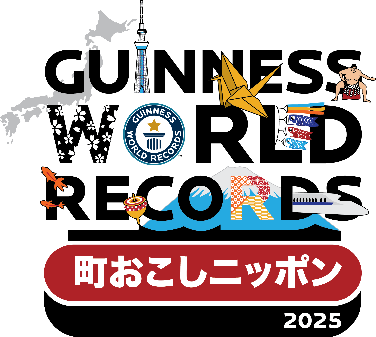 GUINNESS
WORLD
RECORDS
GUINNESS
WORLD RECORDS
町おこしニッポン
2025